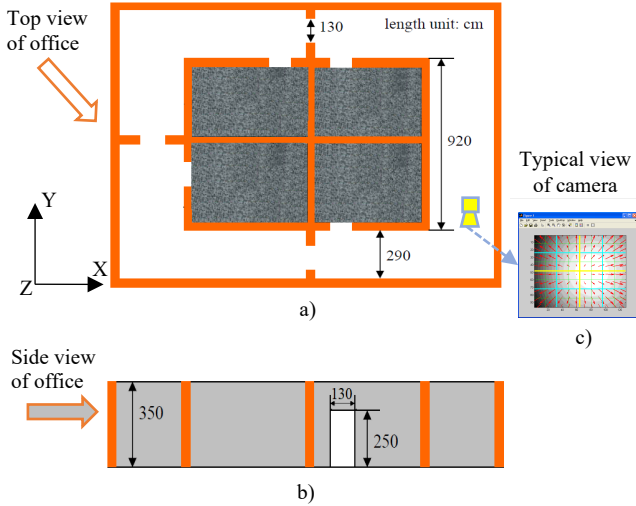 Top view
of office
130
length unit: cm
920
290
Y
X
Z
a)
Typical view
of camera
c)
Side view
of office
350
130
250
b)